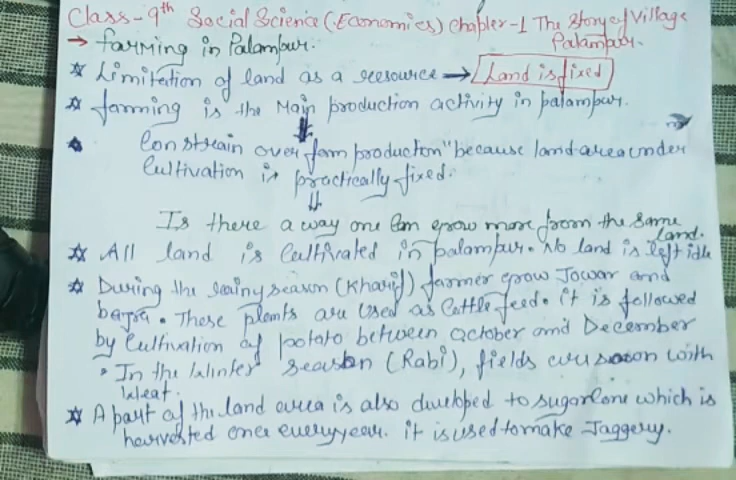 Class-9th Social Science (Economics) Chapter-1 The Story of Village
Palampur.
→ farming in Palampur.
☆ Limitation of land as a resource → Land is fixed
☆ farming is the Main production activity in palampur.
Constrain over farm production" because land area under
Cultivation is practically fixed.
Is there a way one can grow more from the same
land.
☆ All land is Cultivated in palampur. No land is left idle
☆ During the rainy season (Kharif) farmer grow Jowar and
bajra. These plants are used as Cattle feed. it is followed
by Cultivation of potato between October and December
• In the Winter season (Rabi), fields are sown with
Weat.
☆ A part of the land area is also devloped to sugarcane which is
harvested once every year. it is used to make Jaggery.